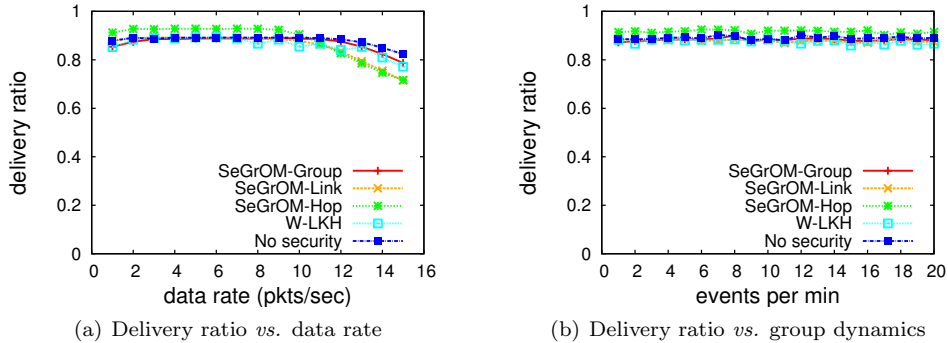 1
0.8
0.6
0.4
0.2
0
delivery ratio
SeGrOM-Group
SeGrOM-Link
SeGrOM-Hop
W-LKH
No security
0 2 4 6 8 10 12 14 16
data rate (pkts/sec)
(a) Delivery ratio vs. data rate
1
0.8
0.6
0.4
0.2
0
delivery ratio
SeGrOM-Group
SeGrOM-Link
SeGrOM-Hop
W-LKH
No security
0 2 4 6 8 10 12 14 16 18 20
events per min
(b) Delivery ratio vs. group dynamics